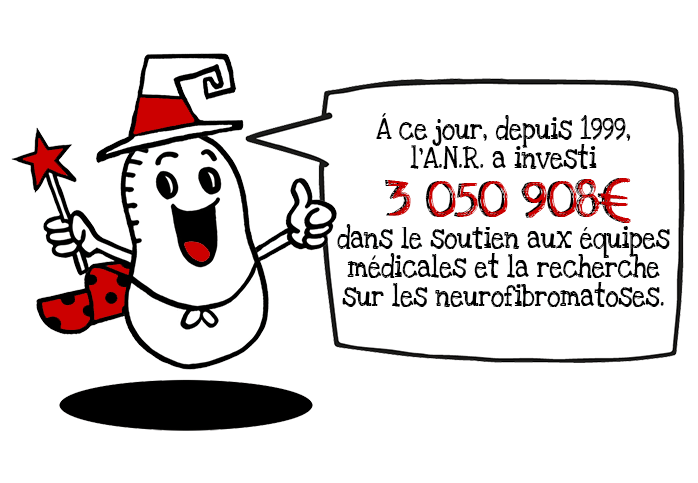 Á ce jour, depuis 1999,
l'A.N.R. a investi
3 050 908€
dans le soutien aux équipes
médicales et la recherche
sur les neurofibromatoses.